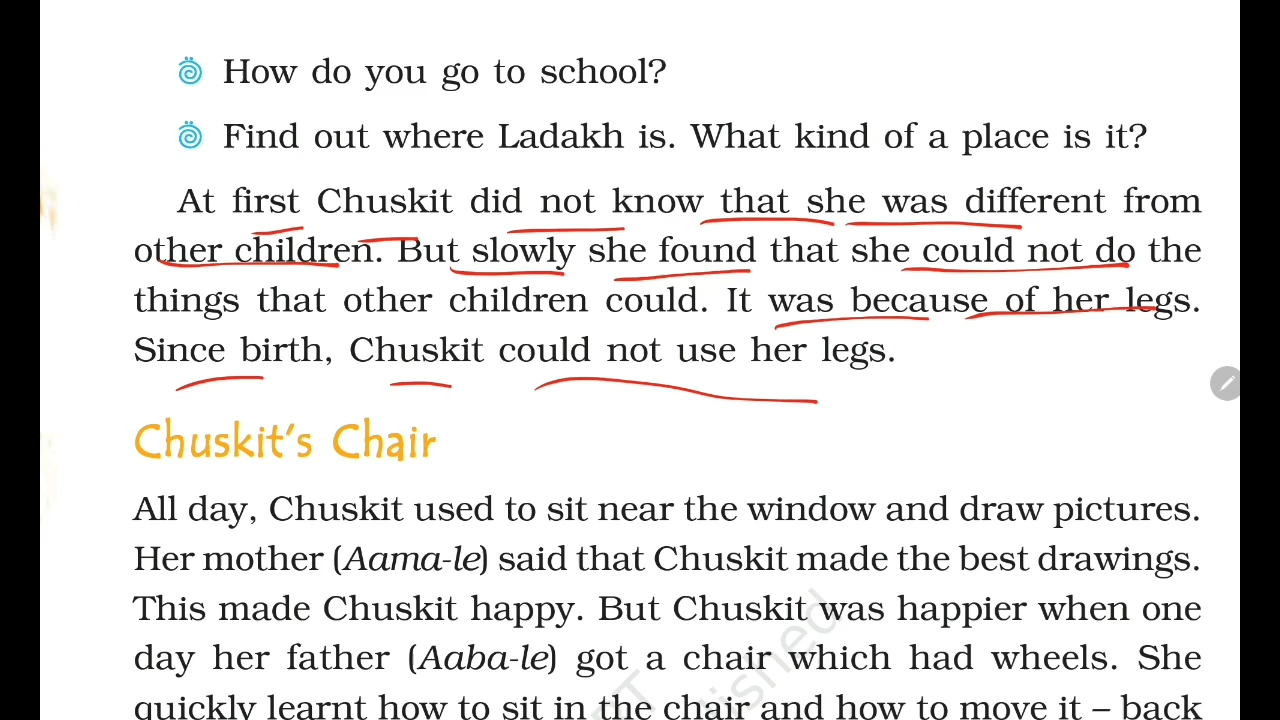 How do you go to school?
Find out where Ladakh is. What kind of a place is it?
At first Chuskit did not know that she was different from
other children. But slowly she found that she could not do the
things that other children could. It was because of her legs.
Since birth, Chuskit could not use her legs.
Chuskit's Chair
All day, Chuskit used to sit near the window and draw pictures.
Her mother (Aama-le) said that Chuskit made the best drawings.
This made Chuskit happy. But Chuskit was happier when one
day her father (Aaba-le) got a chair which had wheels. She
quickly learnt how to sit in the chair and how to move it – back